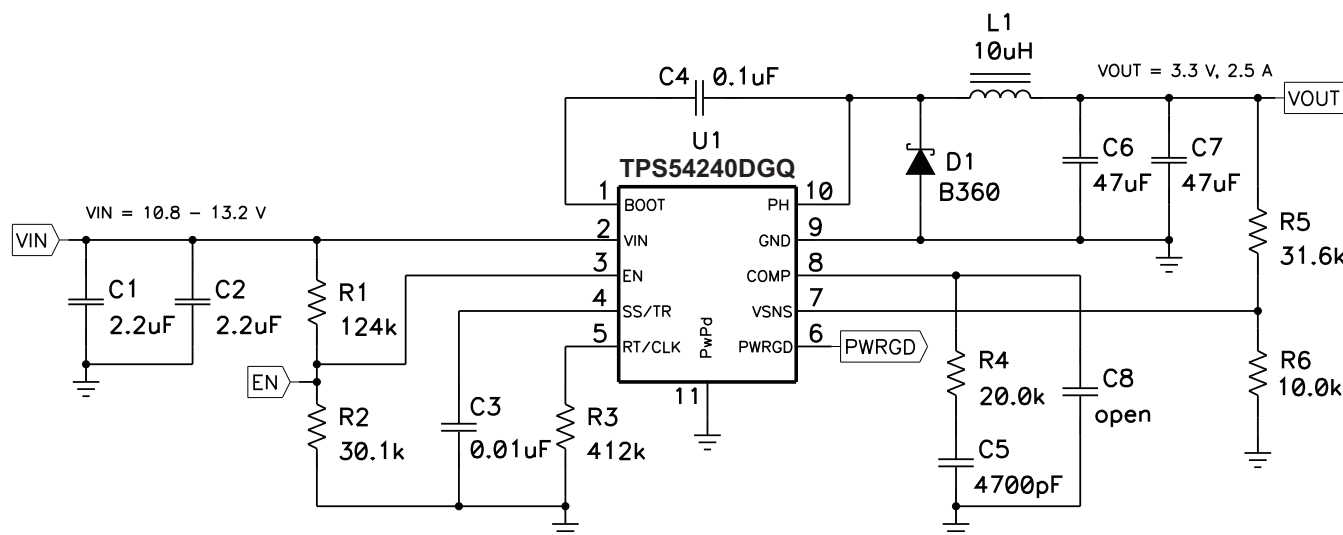 L1
10uH
VOUT = 3.3 V, 2.5 A
VOUT
C4 0.1uF
U1
TPS54240DGQ
D1
B360
C6
47uF
C7
47uF
R5
31.6k
1
BOOT
PH
10
2
VIN
GND
9
3
EN
COMP
8
4
SS/TR
VSNS
7
5
RT/CLK
PWRGD
6
PwPd
11
PWRGD
VIN = 10.8 – 13.2 V
VIN
C1
2.2uF
C2
2.2uF
R1
124k
EN
R2
30.1k
C3
0.01uF
R3
412k
R4
20.0k
C8
open
C5
4700pF
R6
10.0k